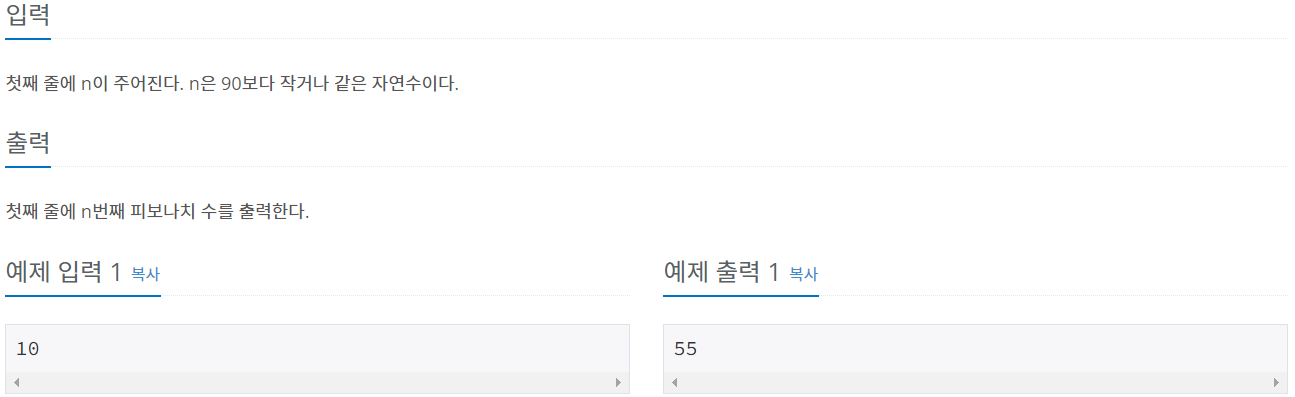 입력
첫째 줄에 n이 주어진다. n은 90보다 작거나 같은 자연수이다.
출력
첫째 줄에 n번째 피보나치 수를 출력한다.
예제 입력 1 복사
10
예제 출력 1 복사
55